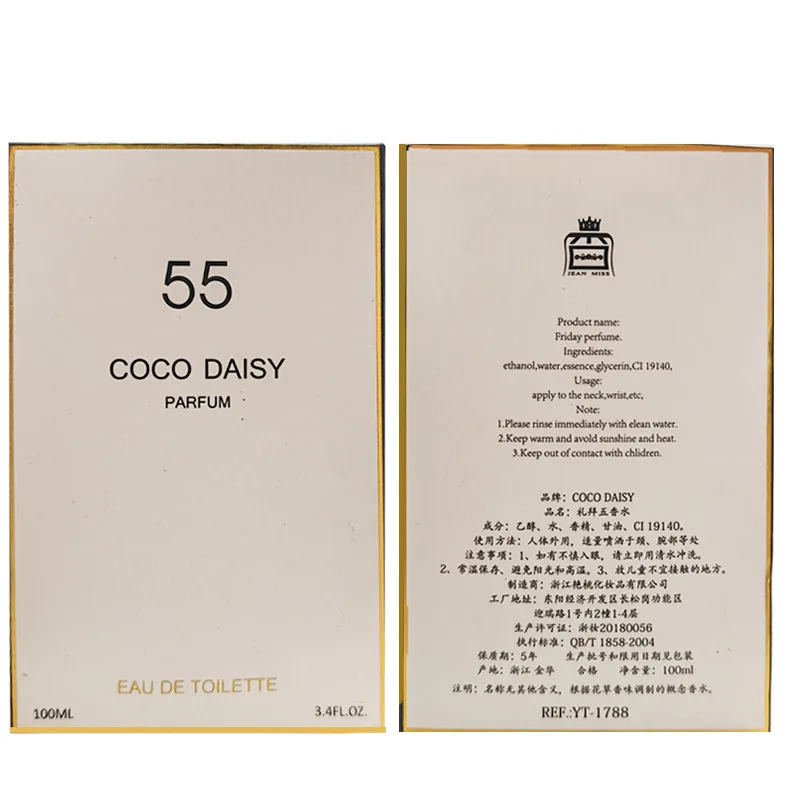 55
COCO DAISY
PARFUM
EAU DE TOILETTE
100ML 3.4FL.OZ.
JEAN MISS
Product name:
Friday perfume.
Ingredients:
ethanol,water,essence,glycerin,CI 19140,
Usage:
apply to the neck,wrist,etc,
Note:
1.Please rinse immediately with elean water.
2.Keep warm and avold sunshine and heat.
3.Keep out of contact with chlidren.
品牌：COCO DAISY
品名：礼拜五香水
成分：乙醇、水、香精、甘油、CI 19140。
使用方法：人体外用，适量喷洒于颈、腕部等处
注意事项：1、如有不慎入眼，请立即用清水冲洗。
2、常温保存、避免阳光和高温。3、放儿童不宜接触的地方。
制造商：浙江艳桃化妆品有限公司
工厂地址：东阳经济开发区长松岗功能区
迎瑞路1号内2幢1-4层
生产许可证：浙妆20180056
执行标准：QB/T 1858-2004
保质期：5年 生产批号和限用日期见包装
产地：浙江 金华 合格 净含量：100ml
注明：名称无其他含义，根据花草香味调制的概念香水。
REF.:YT-1788